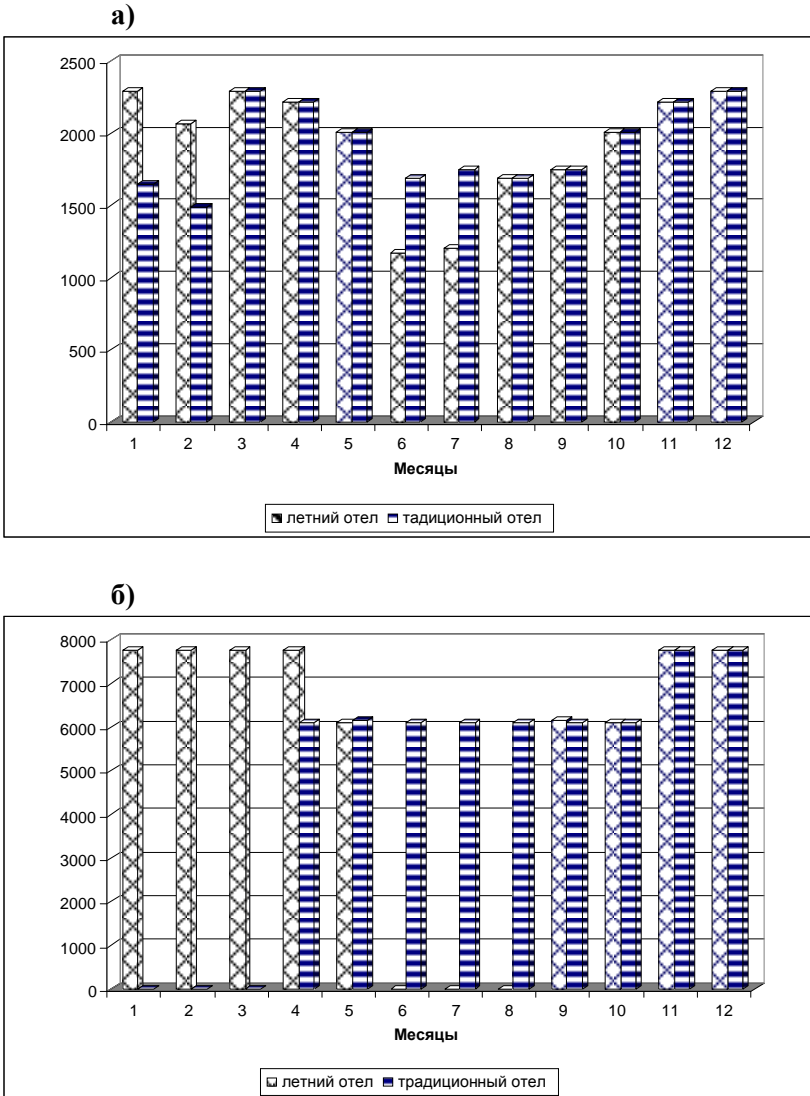 а)
2500
2000
1500
1000
500
0
1 2 3 4 5 6 7 8 9 10 11 12
Месяцы
летний отел тадиционный отел
б)
8000
7000
6000
5000
4000
3000
2000
1000
0
1 2 3 4 5 6 7 8 9 10 11 12
Месяцы
летний отел традиционный отел